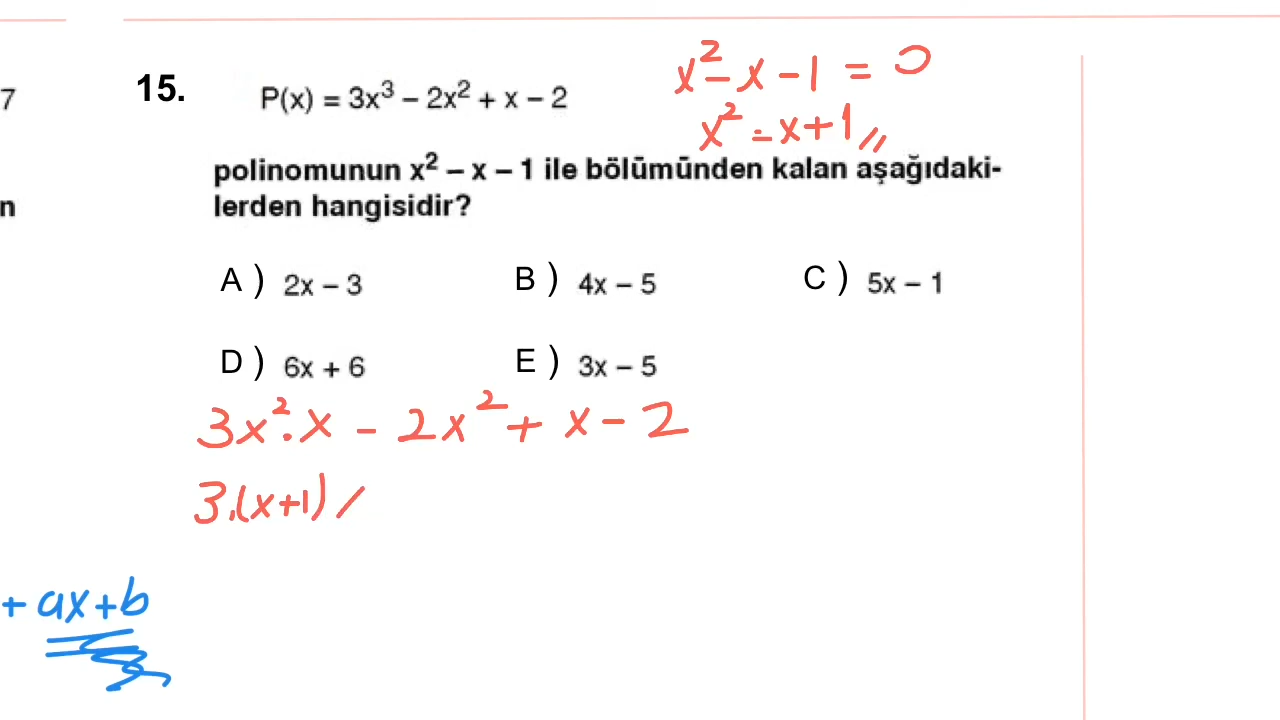 7
n
15.
P(x) = 3x³ – 2x² + x – 2
x² – x – 1 = 0
x² = x + 1 //
polinomunun x² – x – 1 ile bölümünden kalan aşağıdaki-
lerden hangisidir?
A ) 2x – 3 B ) 4x – 5 C ) 5x – 1
D ) 6x + 6 E ) 3x – 5
3x² . x – 2x² + x – 2
3.(x+1) /
+ ax+b